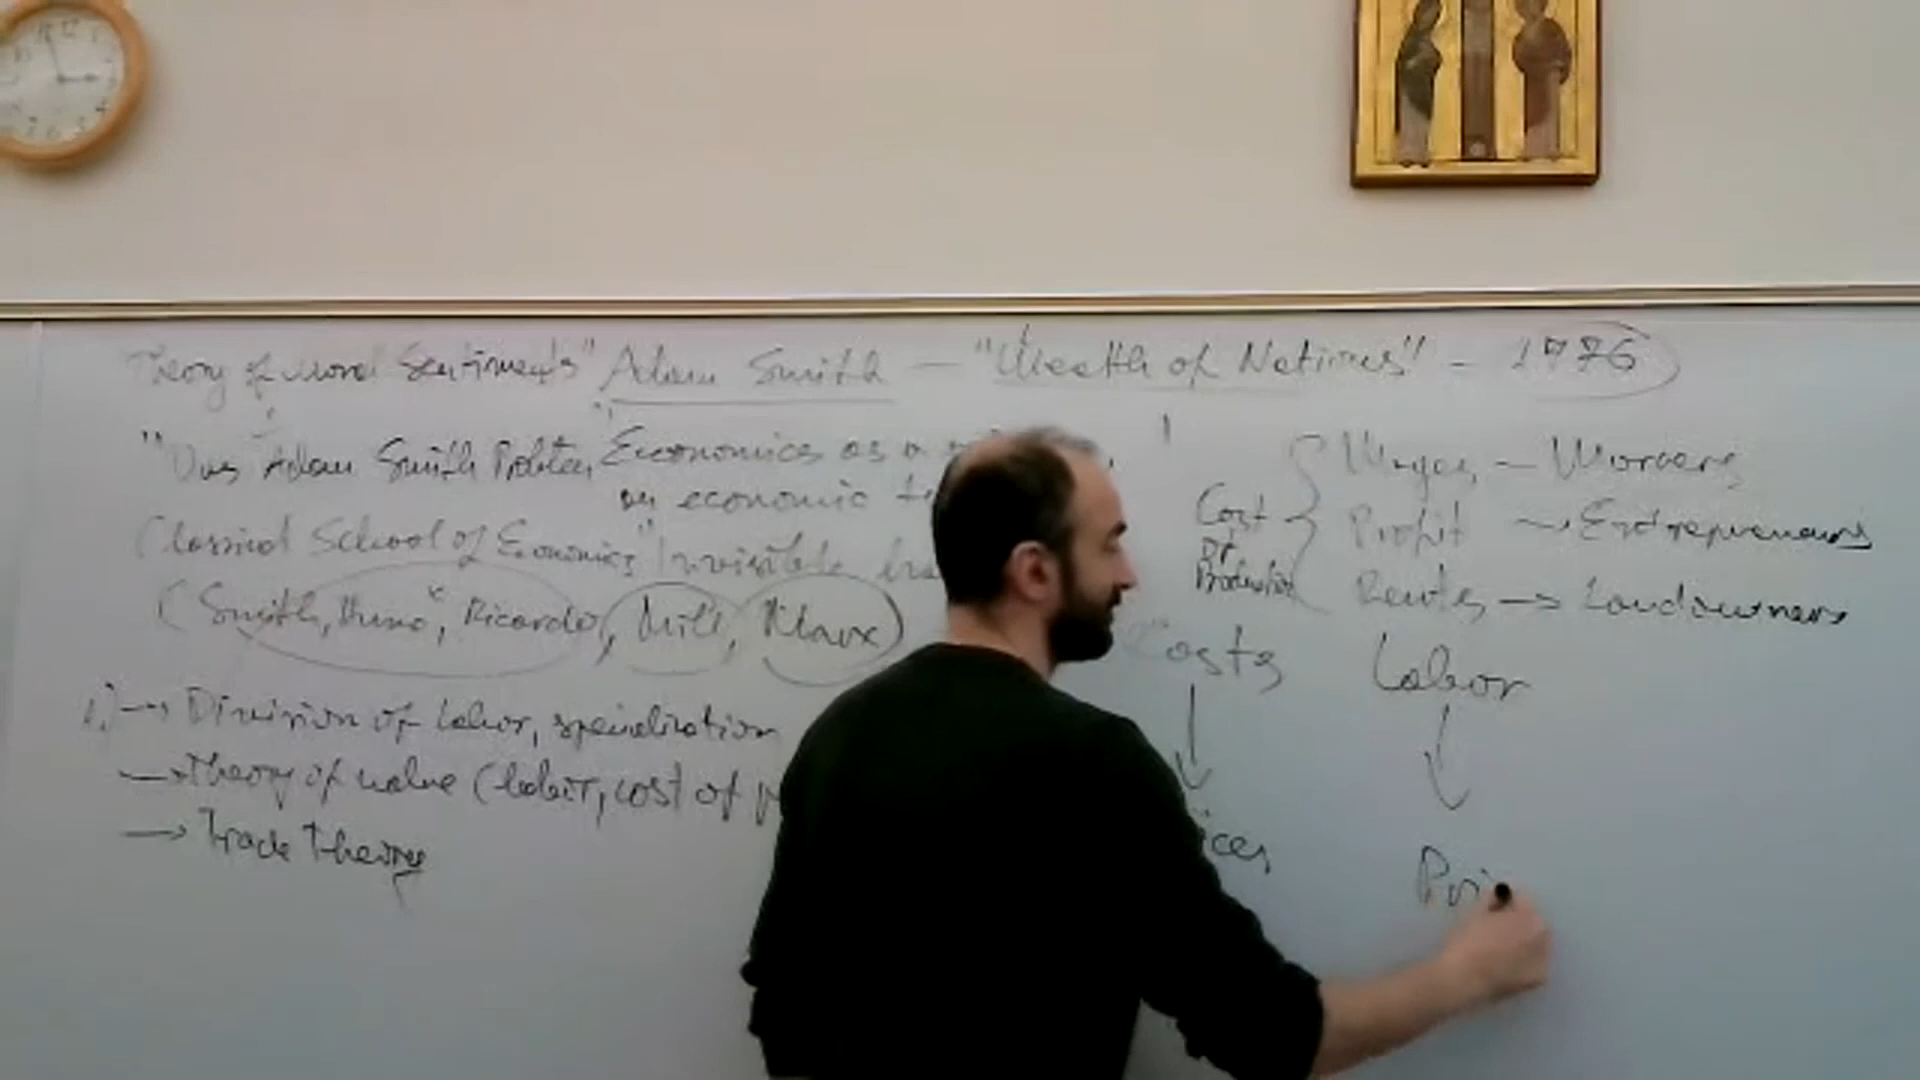 Theory of Moral Sentiments" Adam Smith — "Wealth of Nations" - 1776
"Das Adam Smith Problem
Economics as a
an economic
Classical School of Economics
"Invisible
(Smith, Hume, Ricardo, Mill, Marx)
1) → Division of labor, specialization
→ Theory of value (labor, cost of
→ Trade Theory
Cost of Production
Wages — Workers
Profit → Entrepreneurs
Rents → Landowners
Costs
Labor
ices
Pri